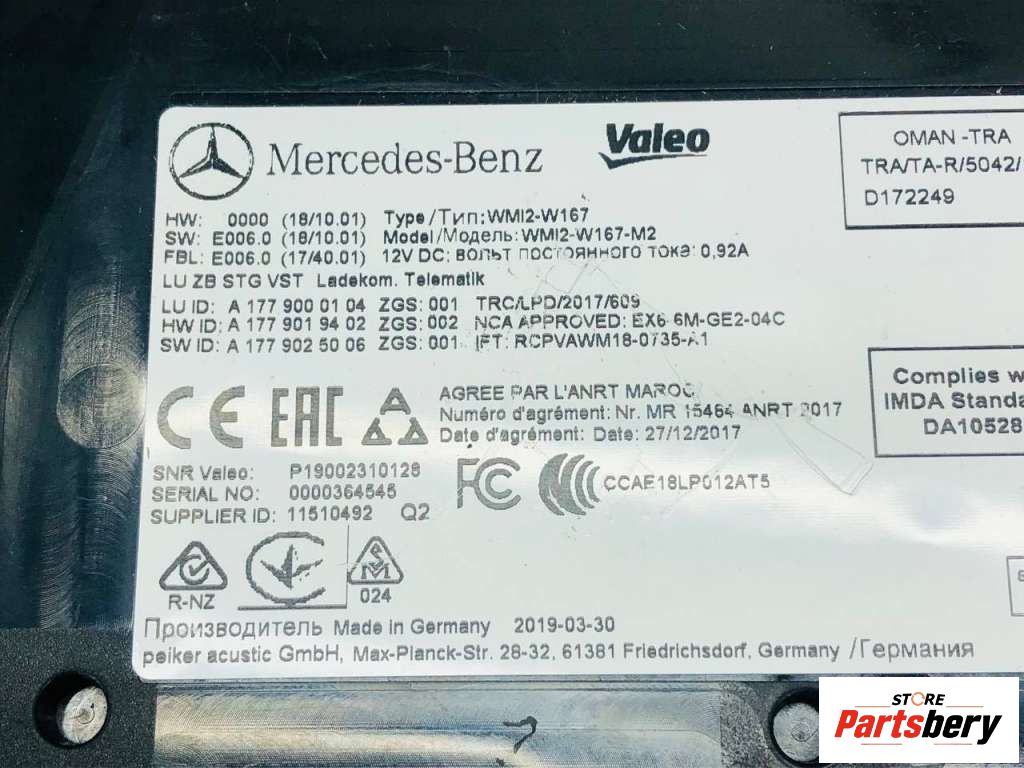 Mercedes-Benz
Valeo
OMAN -TRA
TRA/TA-R/5042/
D172249
HW: 0000 (18/10.01) Type/Тип:WMI2-W167
SW: E006.0 (18/10.01) Model/Модель:WMI2-W167-M2
FBL: E006.0 (17/40.01) 12V DC: вольт постоянного тока: 0,92A
LU ZB STG VST Ladekom. Telematik
LU ID: A 177 900 01 04 ZGS: 001 TRC/LPD/2017/609
HW ID: A 177 901 94 02 ZGS: 002 NCA APPROVED: EX6 6M-GE2-04C
SW ID: A 177 902 50 06 ZGS: 001 IFT: RCPVAWM18-0735-A1
Complies
IMDA Standa
DA10528
CE EAC
AGREE PAR L'ANRT MAROC
Numéro d'agrément: Nr. MR 15464 ANRT 2017
Date d'agrément: Date: 27/12/2017
SNR Valeo: P19002310128
SERIAL NO: 0000364545
SUPPLIER ID: 11510492 Q2
FC
CCAE18LP012AT5
R-NZ
024
Производитель Made in Germany 2019-03-30
peiker acustic GmbH, Max-Planck-Str. 28-32, 61381 Friedrichsdorf, Germany /Германия
STORE
Partsbery